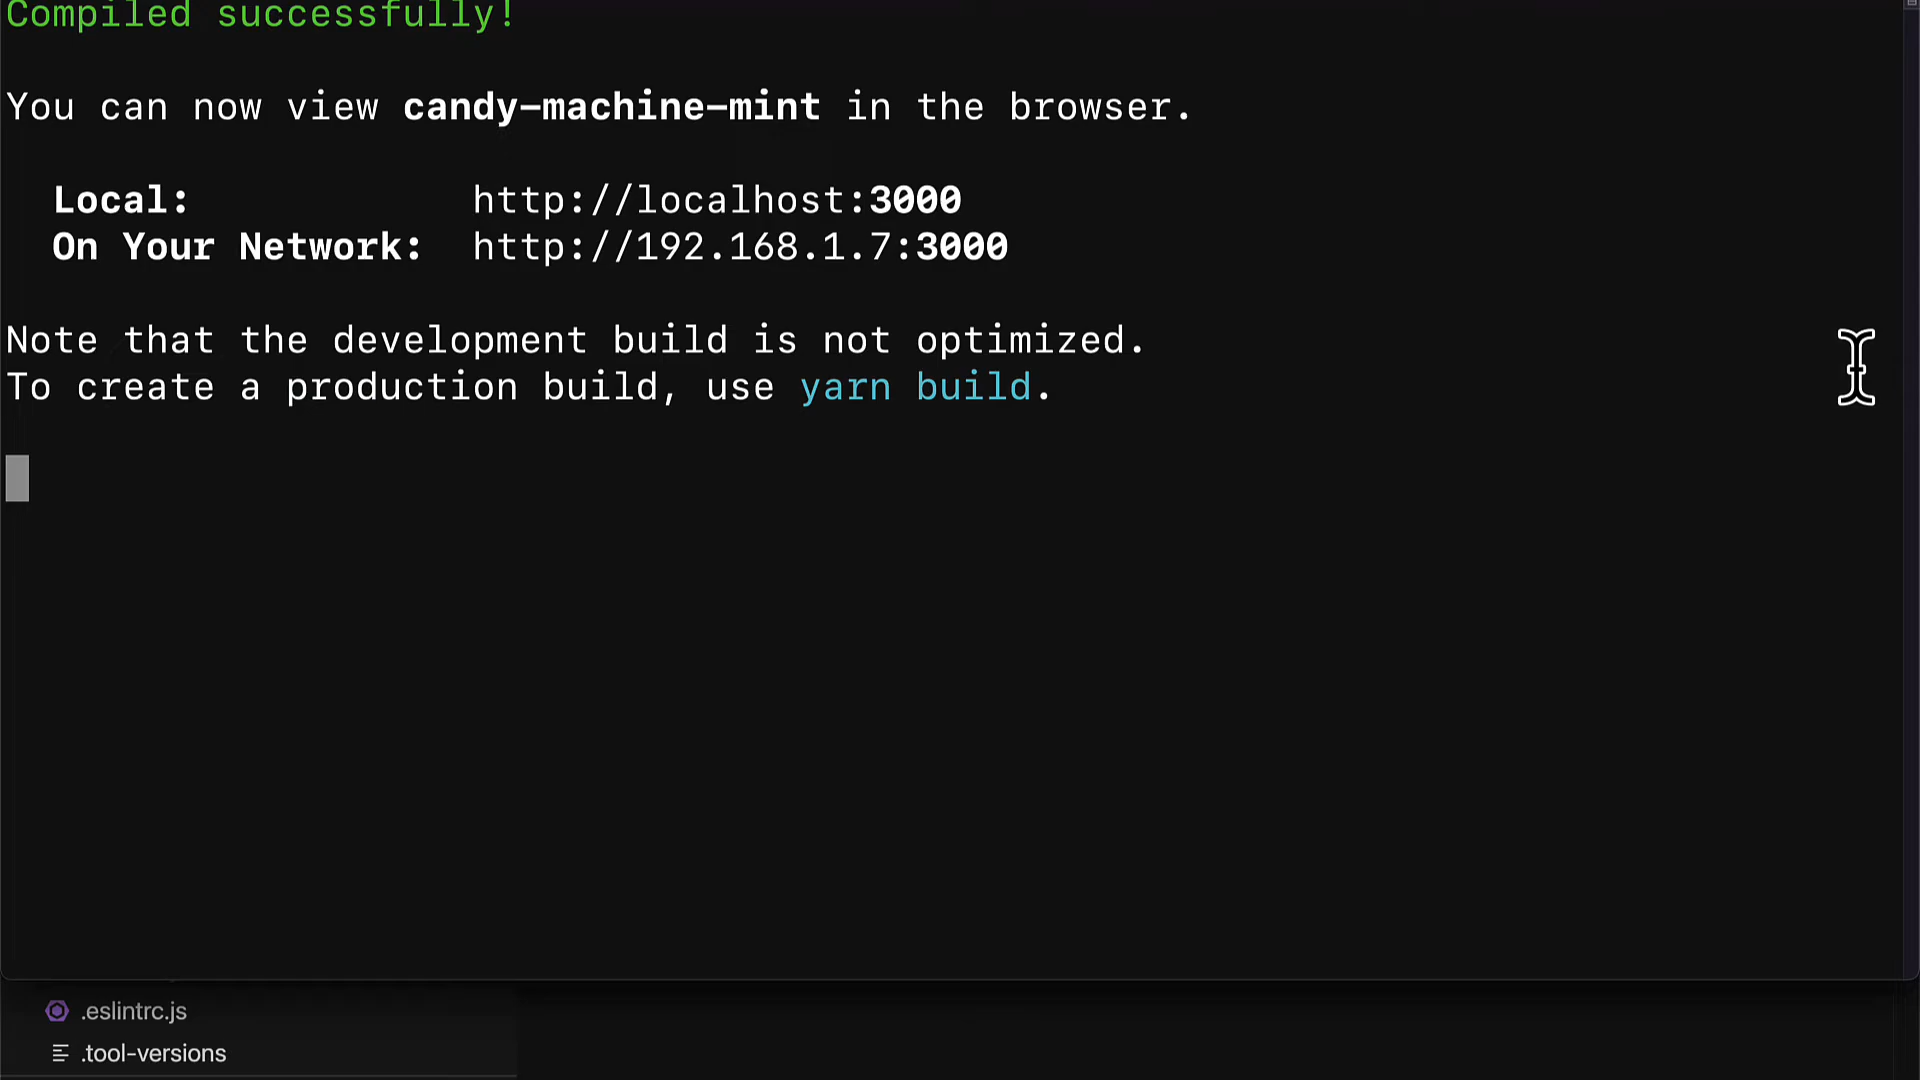 Compiled successfully!
You can now view candy-machine-mint in the browser.
Local: http://localhost:3000
On Your Network: http://192.168.1.7:3000
Note that the development build is not optimized.
To create a production build, use yarn build.
.eslintrc.js
.tool-versions